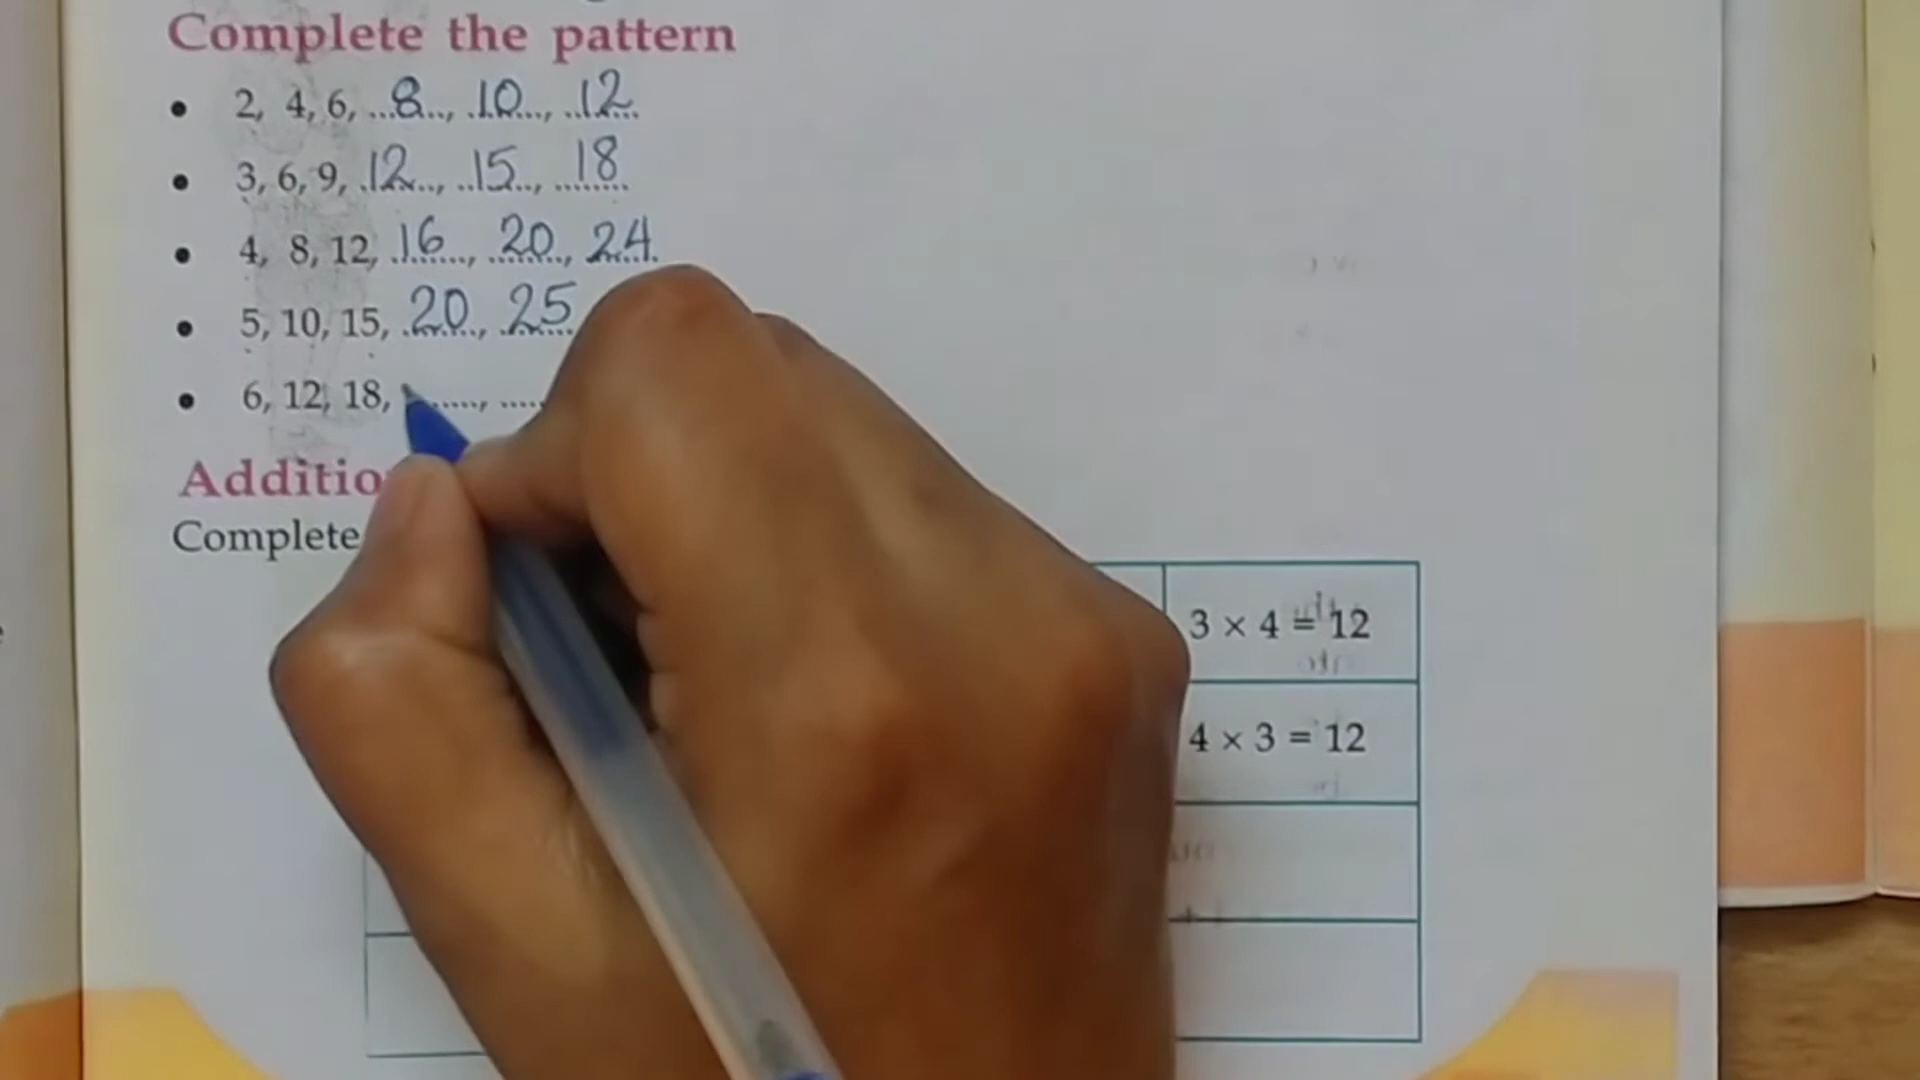 Complete the pattern
• 2, 4, 6, ...8..., ...10..., ...12...
• 3, 6, 9, ...12..., ...15..., ...18...
• 4, 8, 12, ...16..., ...20..., ...24...
• 5, 10, 15, ...20..., ...25
• 6, 12, 18, ......, .....
Complete
3 × 4 = 12
4 × 3 = 12